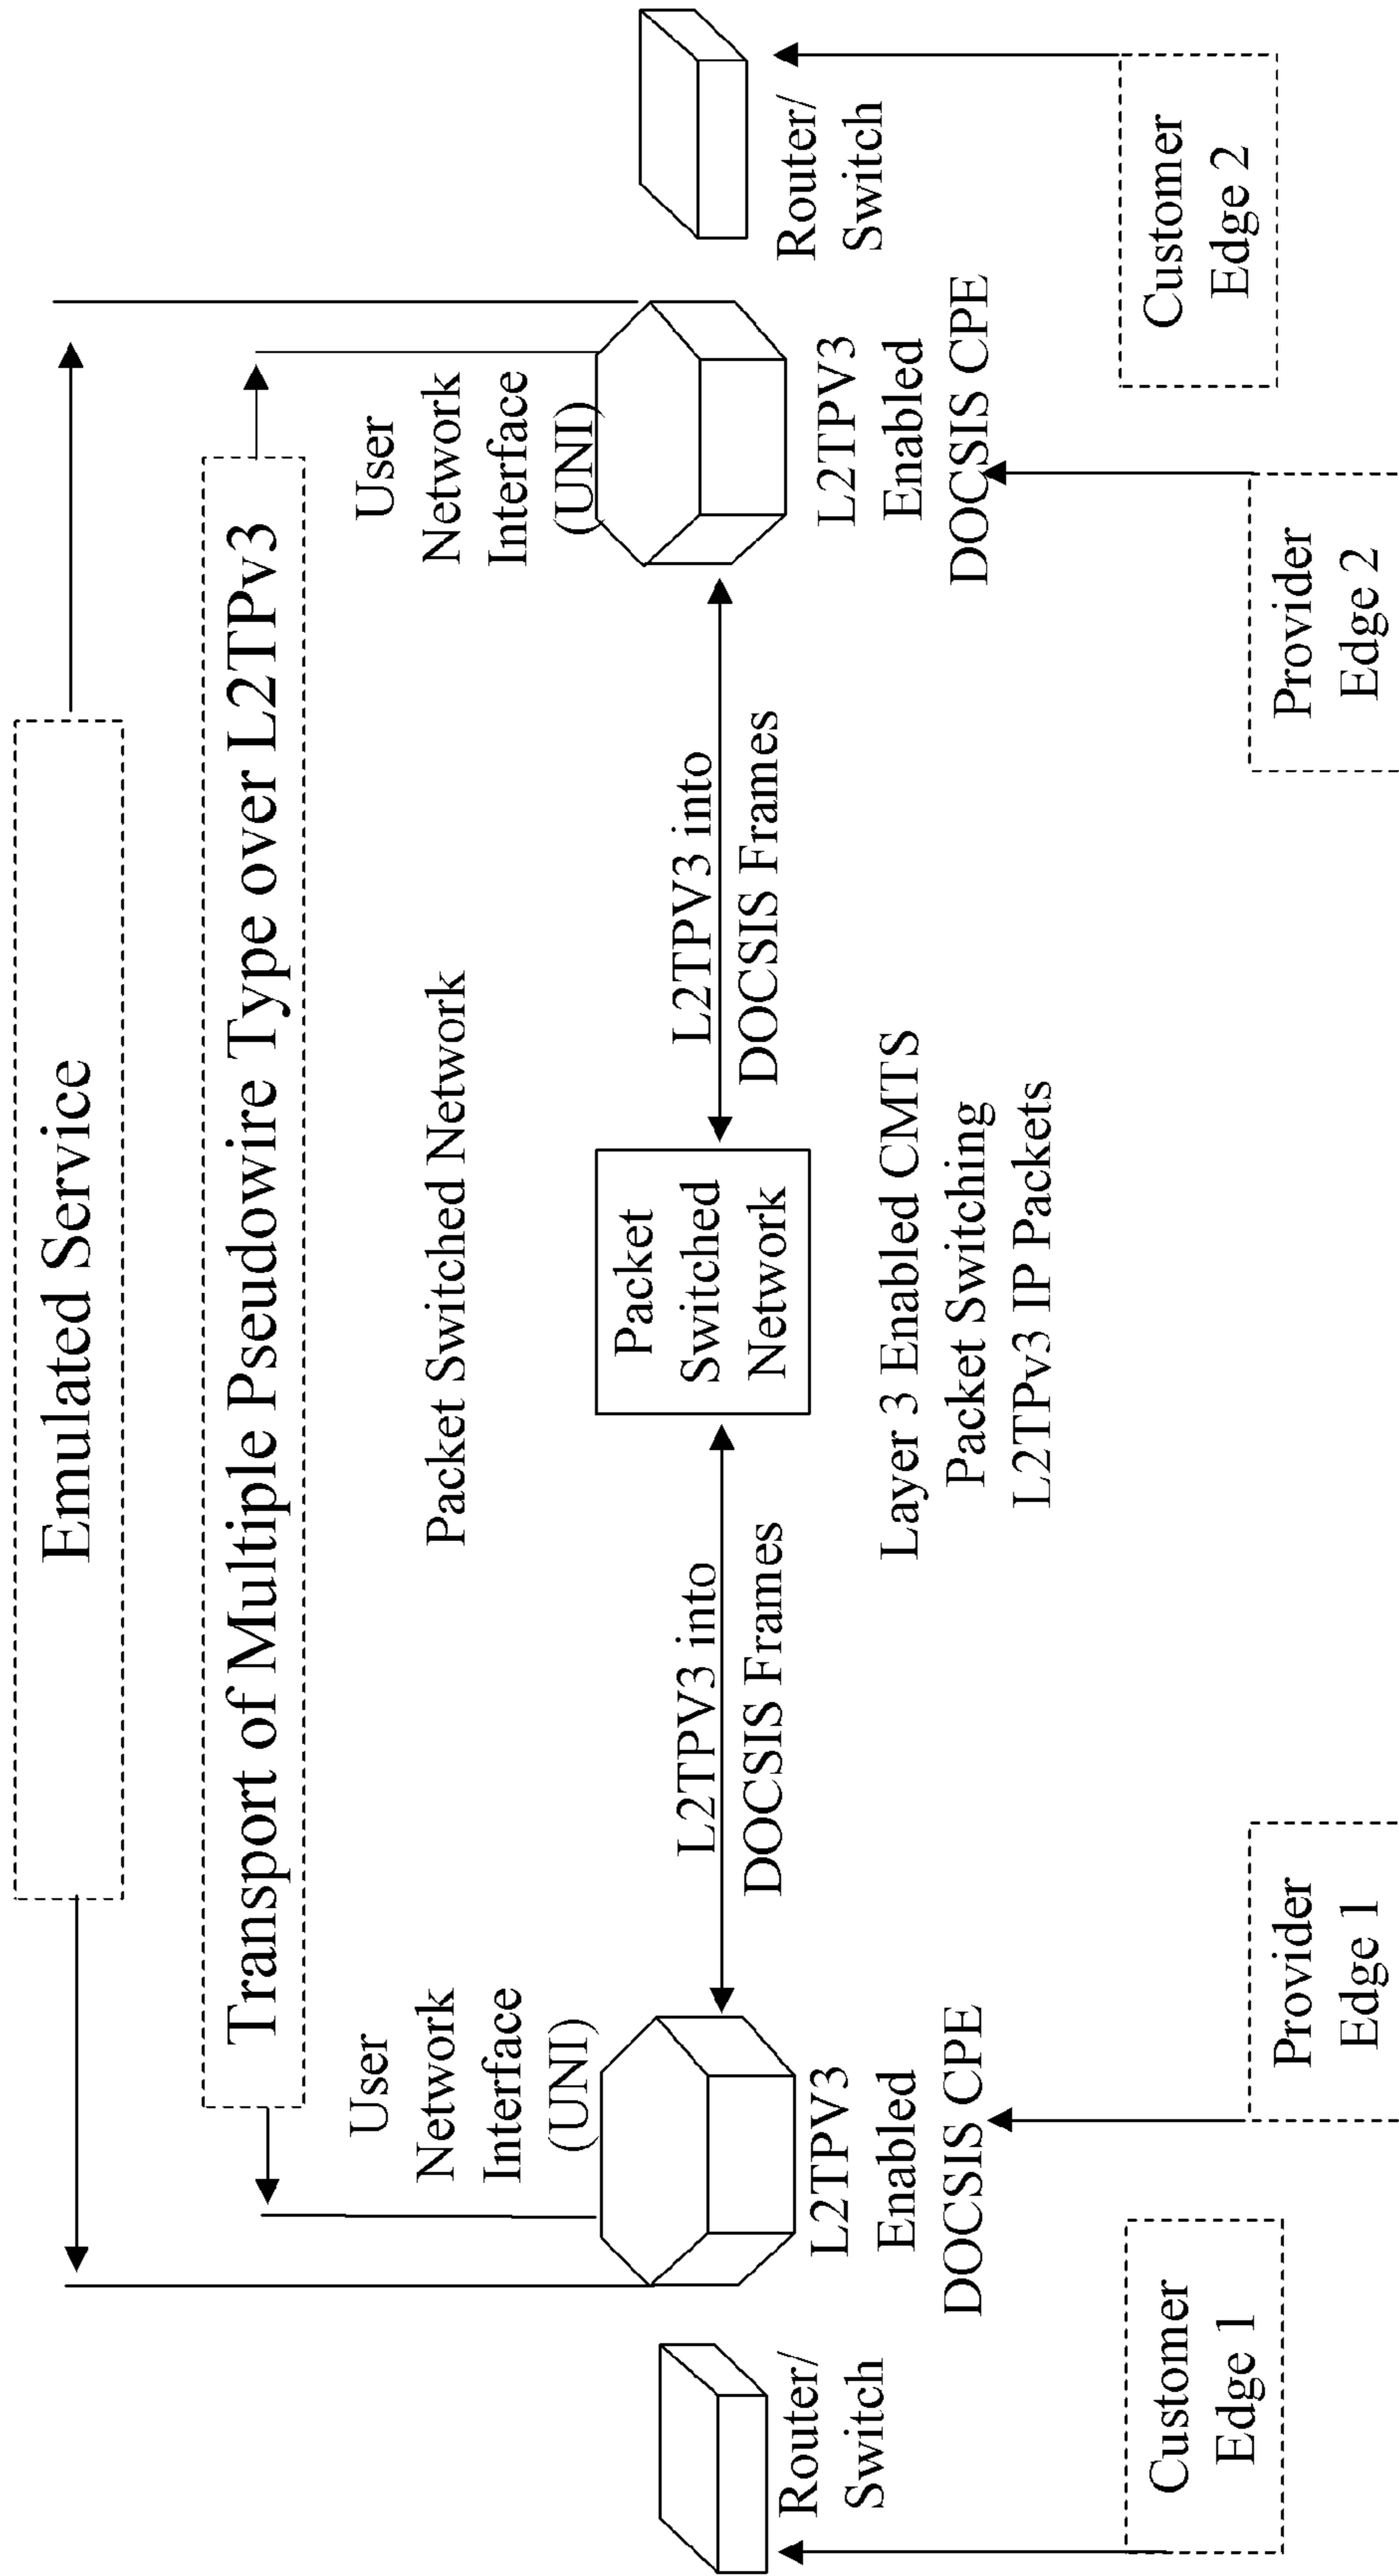 Emulated Service
Transport of Multiple Pseudowire Type over L2TPv3
User
Network
Interface
(UNI)
Packet Switched Network
User
Network
Interface
(UNI)
L2TPV3 into
DOCSIS Frames
Packet
Switched
Network
L2TPV3 into
DOCSIS Frames
Router/
Switch
L2TPV3
Enabled
DOCSIS CPE
Layer 3 Enabled CMTS
Packet Switching
L2TPv3 IP Packets
L2TPV3
Enabled
DOCSIS CPE
Router/
Switch
Customer
Edge 1
Provider
Edge 1
Provider
Edge 2
Customer
Edge 2